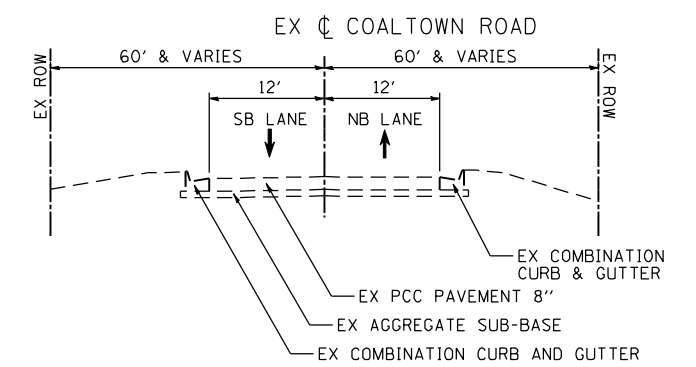 EX ℄ COALTOWN ROAD
60' & VARIES
60' & VARIES
EX ROW
EX ROW
12'
12'
SB LANE
NB LANE
EX COMBINATION
CURB & GUTTER
EX PCC PAVEMENT 8''
EX AGGREGATE SUB-BASE
EX COMBINATION CURB AND GUTTER